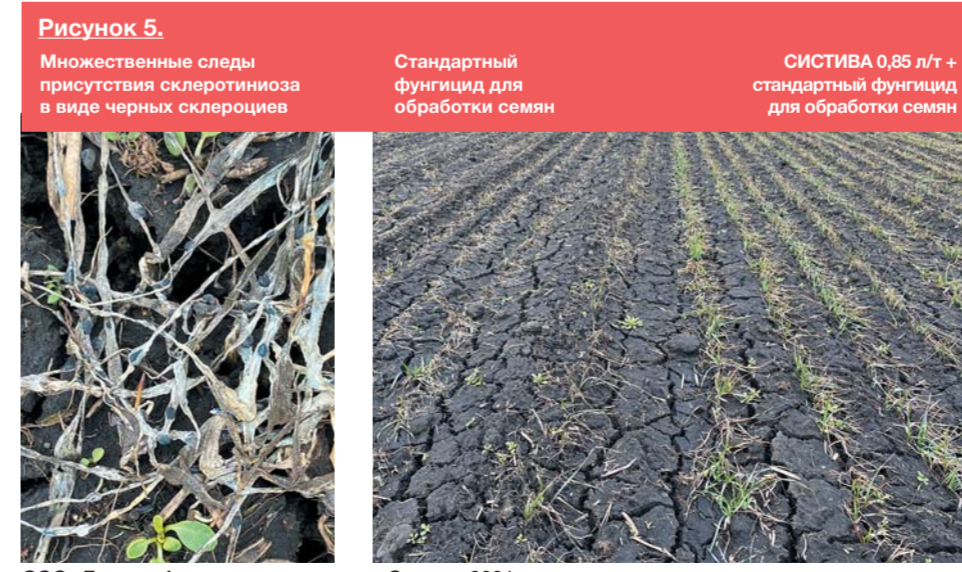 Рисунок 5.
Множественные следы
присутствия склеротиниоза
в виде черных склероциев
Стандартный
фунгицид для
обработки семян
СИСТИВА 0,85 л/т +
стандартный фунгицид
для обработки семян